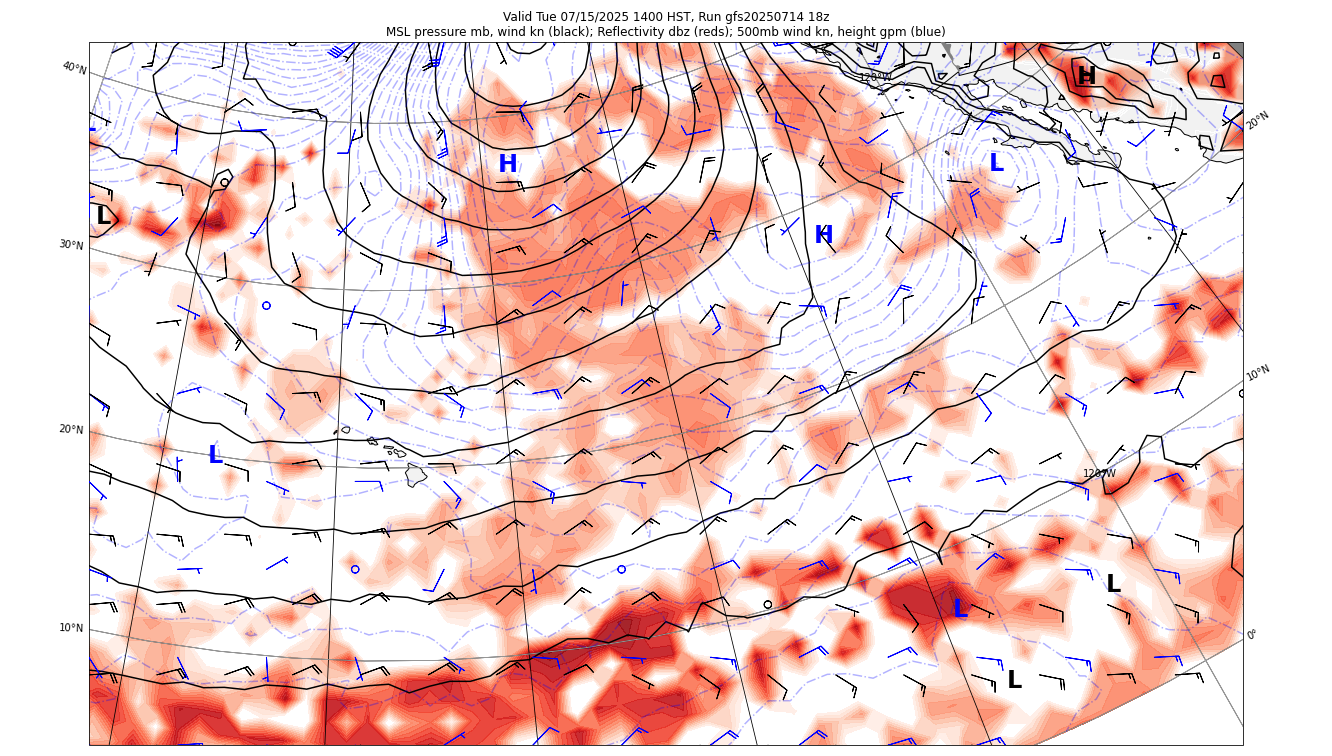 Valid Tue 07/15/2025 1400 HST, Run gfs20250714 18z
MSL pressure mb, wind kn (black); Reflectivity dbz (reds); 500mb wind kn, height gpm (blue)
40°N
120°W
H
20°N
H
L
L
H
30°N
10°N
20°N
L
120°W
L
L
10°N
0°
L